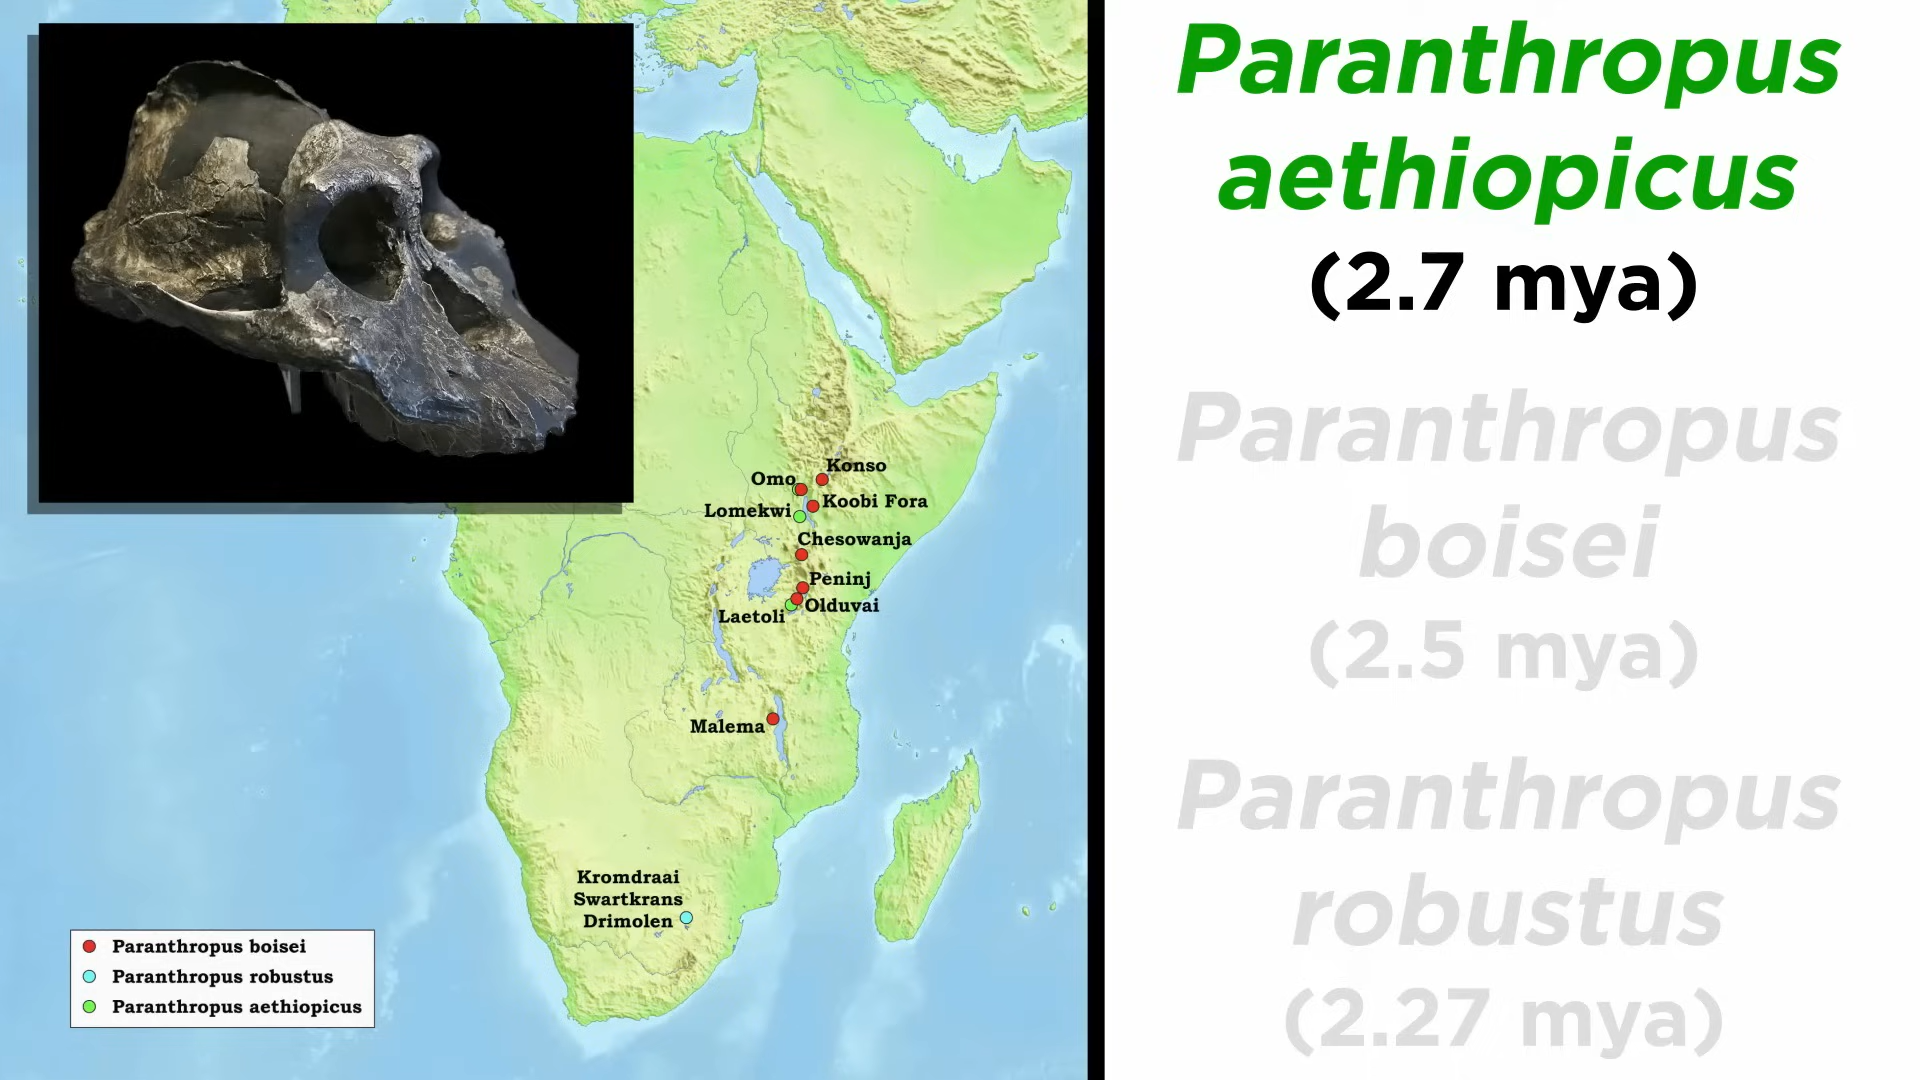 Paranthropus
aethiopicus
(2.7 mya)
Paranthropus
boisei
(2.5 mya)
Paranthropus
robustus
(2.27 mya)
Konso
Omo
Koobi Fora
Lomekwi
Chesowanja
Peninj
Olduvai
Laetoli
Malema
Kromdraai
Swartkrans
Drimolen
Paranthropus boisei
Paranthropus robustus
Paranthropus aethiopicus